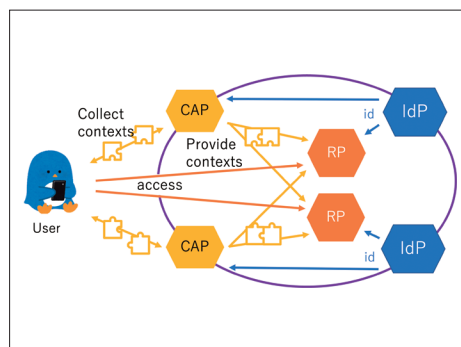 CAP
IdP
Collect
contexts
id
Provide
contexts
RP
access
RP
User
CAP
IdP
id